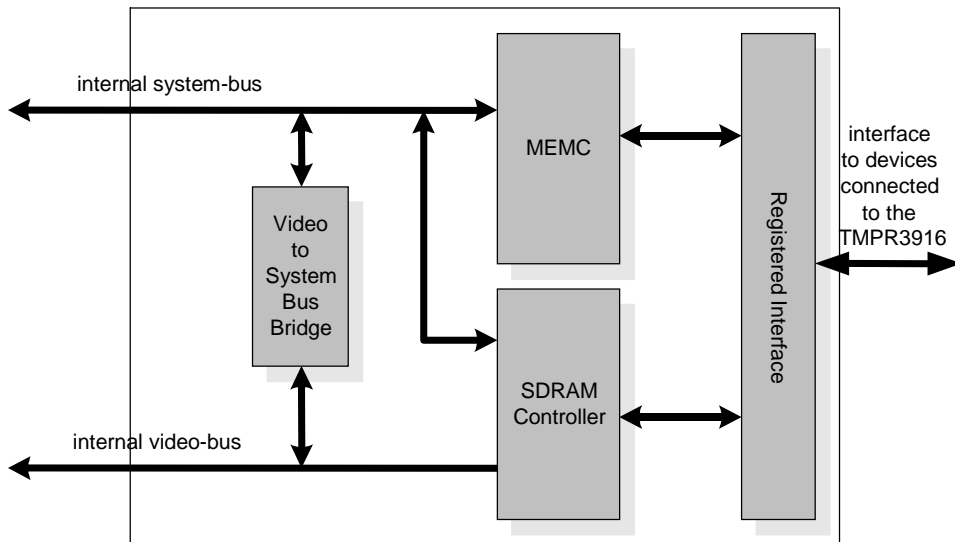 internal system-bus
MEMC
interface
to devices
connected
to the
TMPR3916
Video
to
System
Bus
Bridge
Registered Interface
SDRAM
Controller
internal video-bus